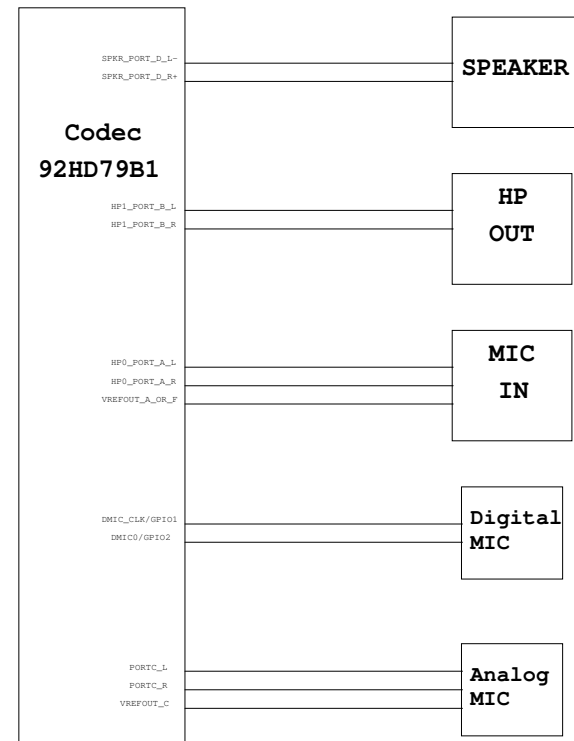 SPKR_PORT_D_L-
SPKR_PORT_D_R+
SPEAKER
Codec
92HD79B1
HP1_PORT_B_L
HP1_PORT_B_R
HP
OUT
HP0_PORT_A_L
HP0_PORT_A_R
VREFOUT_A_OR_F
MIC
IN
DMIC_CLK/GPIO1
DMIC0/GPIO2
Digital
MIC
PORTC_L
PORTC_R
VREFOUT_C
Analog
MIC